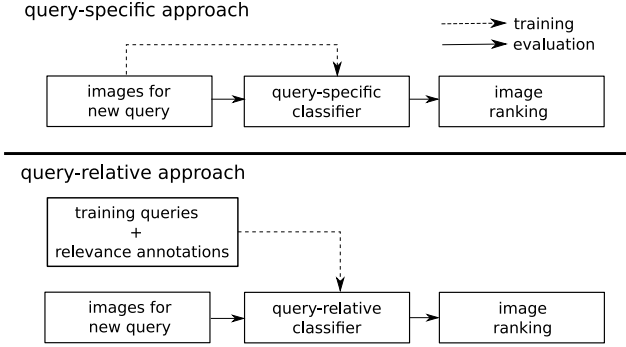 query-specific approach
training
evaluation
images for
new query
query-specific
classifier
image
ranking
query-relative approach
training queries
+
relevance annotations
images for
new query
query-relative
classifier
image
ranking